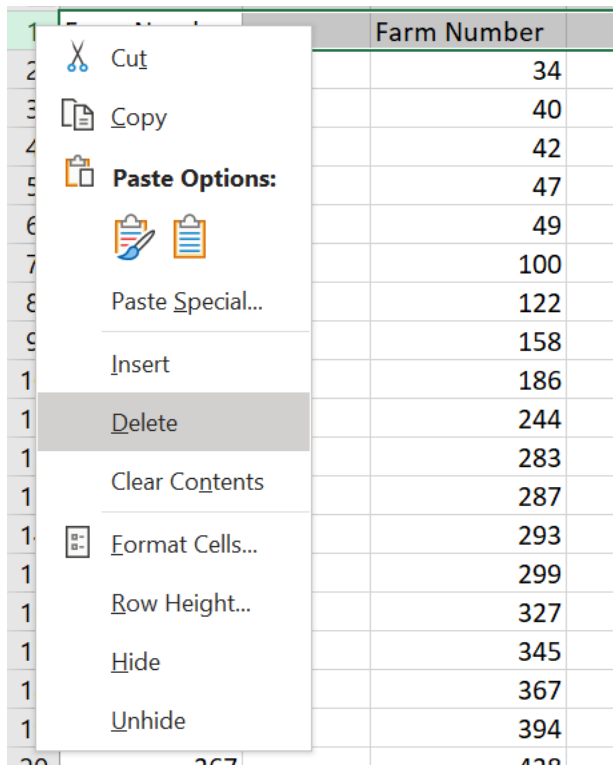 1 Farm Number
Cut
Copy
Paste Options:
Paste Special...
Insert
Delete
Clear Contents
Format Cells...
Row Height...
Hide
Unhide
34
40
42
47
49
100
122
158
186
244
283
287
293
299
327
345
367
394